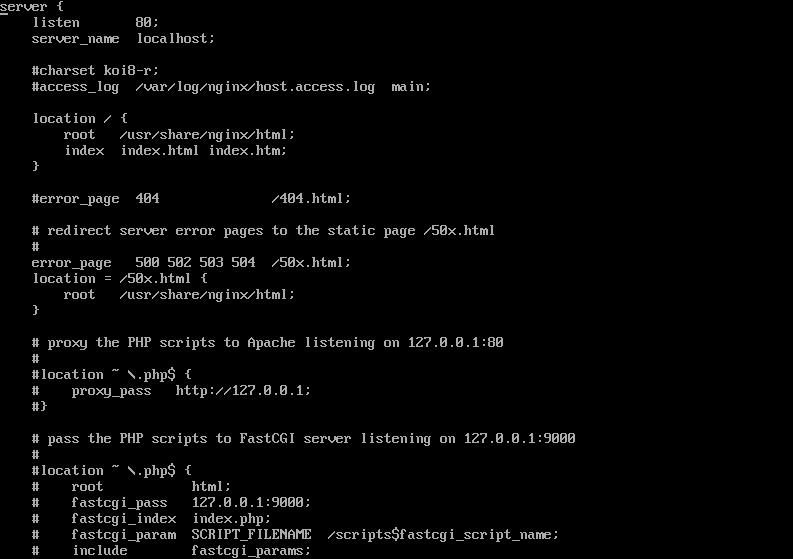 server {
    listen       80;
    server_name  localhost;

    #charset koi8-r;
    #access_log  /var/log/nginx/host.access.log  main;

    location / {
        root   /usr/share/nginx/html;
        index  index.html index.htm;
    }

    #error_page  404              /404.html;

    # redirect server error pages to the static page /50x.html
    #
    error_page   500 502 503 504  /50x.html;
    location = /50x.html {
        root   /usr/share/nginx/html;
    }

    # proxy the PHP scripts to Apache listening on 127.0.0.1:80
    #
    #location ~ \.php$ {
    #    proxy_pass   http://127.0.0.1;
    #}

    # pass the PHP scripts to FastCGI server listening on 127.0.0.1:9000
    #
    #location ~ \.php$ {
    #    root           html;
    #    fastcgi_pass   127.0.0.1:9000;
    #    fastcgi_index  index.php;
    #    fastcgi_param  SCRIPT_FILENAME  /scripts$fastcgi_script_name;
    #    include        fastcgi_params;